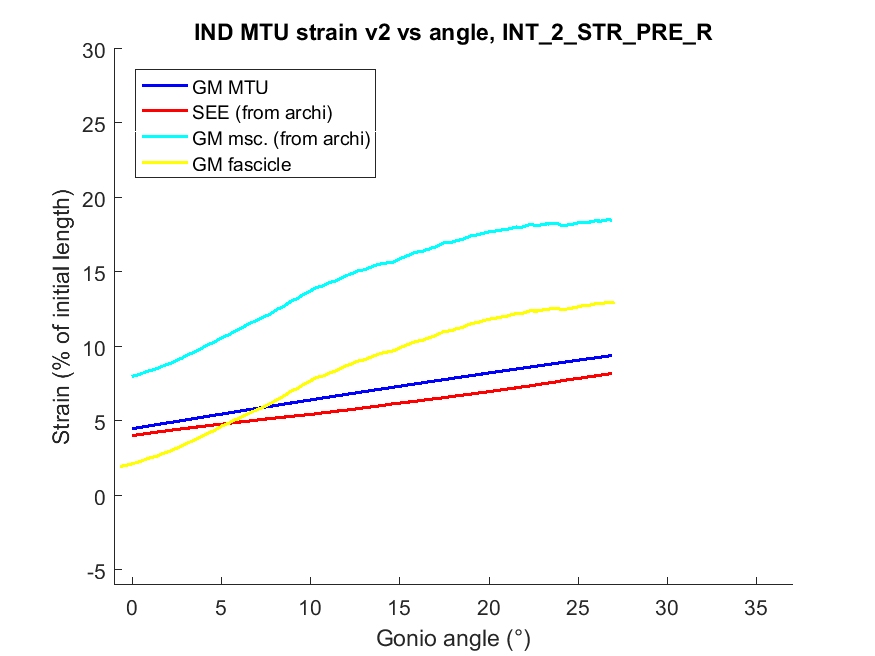 IND MTU strain v2 vs angle, INT_2_STR_PRE_R
30
25
20
15
10
5
0
-5
Strain (% of initial length)
GM MTU
SEE (from archi)
GM msc. (from archi)
GM fascicle
0 5 10 15 20 25 30 35
Gonio angle (°)